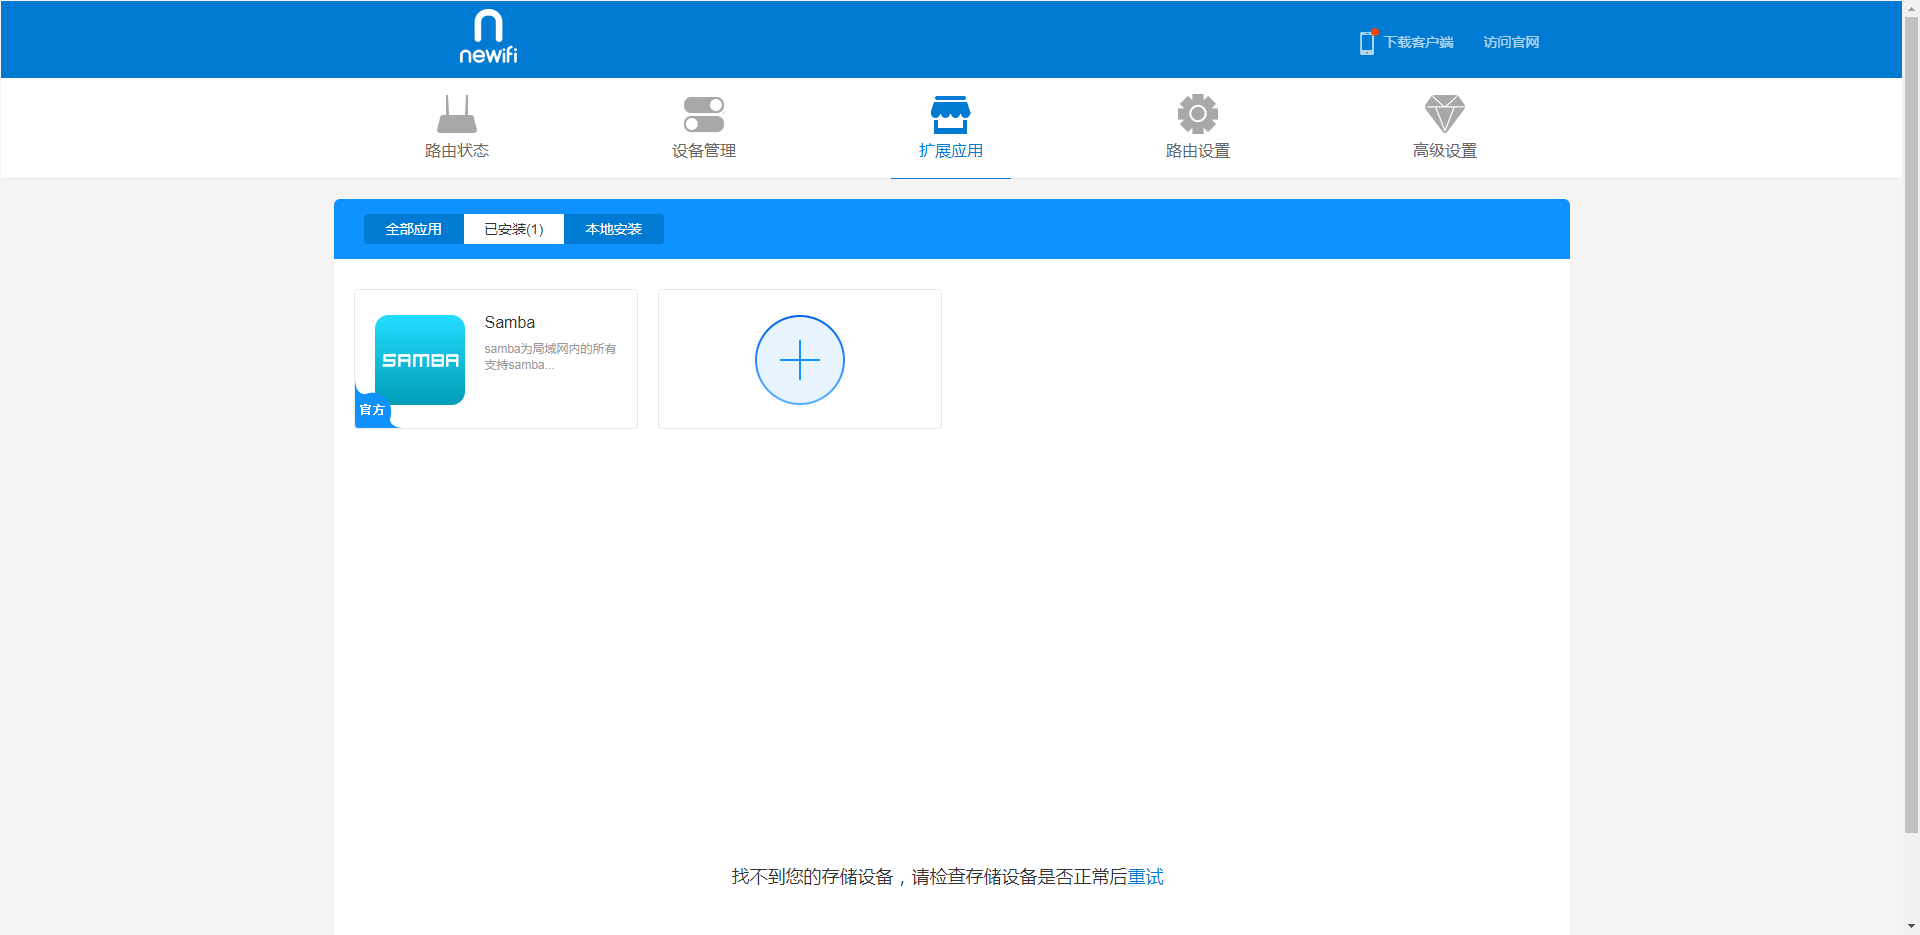 newifi
下载客户端
访问官网
路由状态
设备管理
扩展应用
路由设置
高级设置
全部应用
已安装(1)
本地安装
SAMBA
官方
Samba
samba为局域网内的所有
支持samba...
找不到您的存储设备，请检查存储设备是否正常后重试